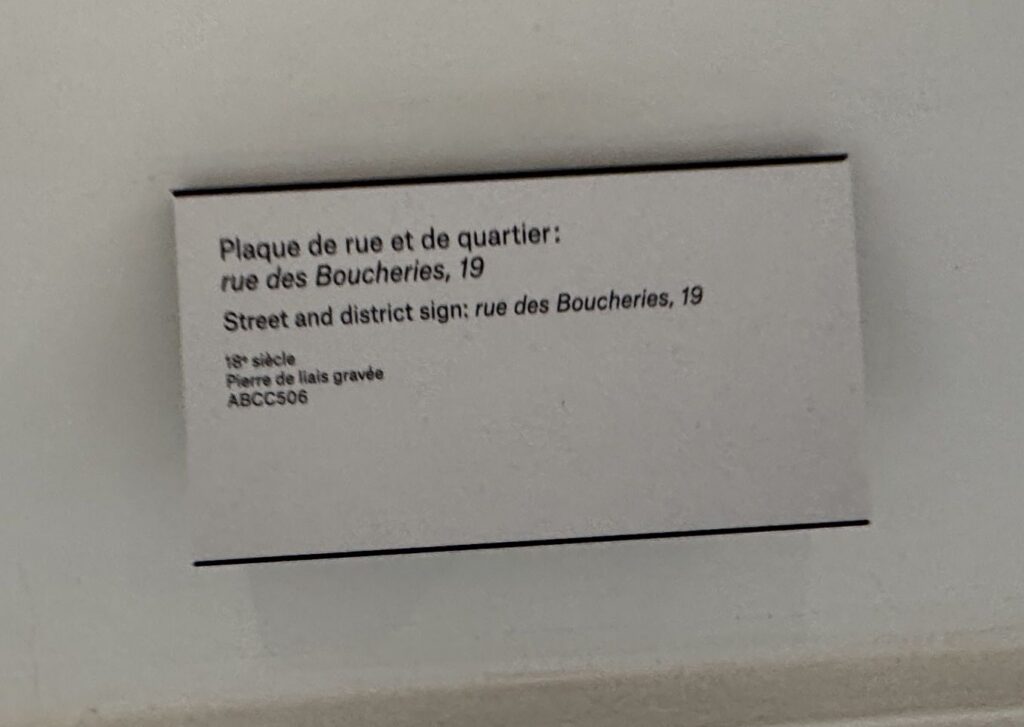 Plaque de rue et de quartier:
rue des Boucheries, 19
Street and district sign: rue des Boucheries, 19
18e siècle
Pierre de liais gravée
ABCC506